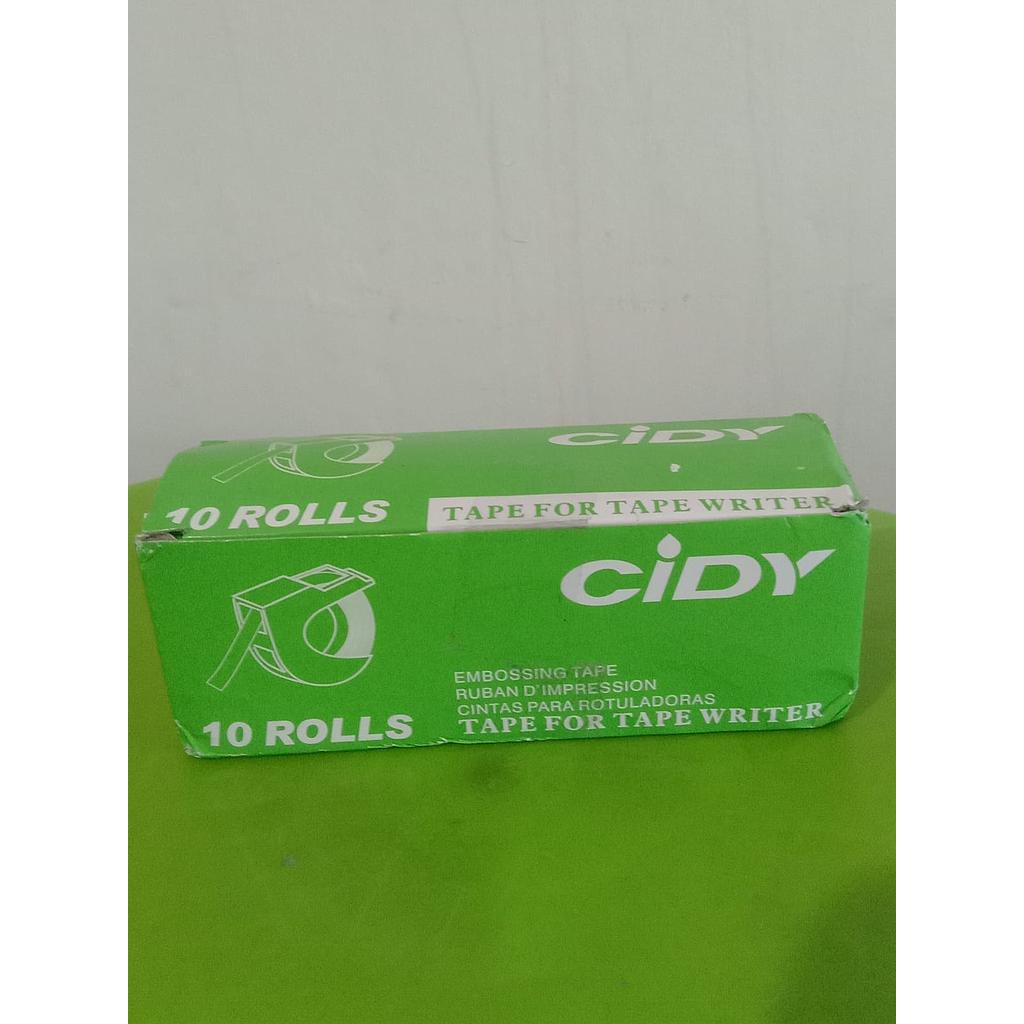 CiDY
10 ROLLS
TAPE FOR TAPE WRITER
CiDY
EMBOSSING TAPE
RUBAN D'IMPRESSION
CINTAS PARA ROTULADORAS
10 ROLLS
TAPE FOR TAPE WRITER